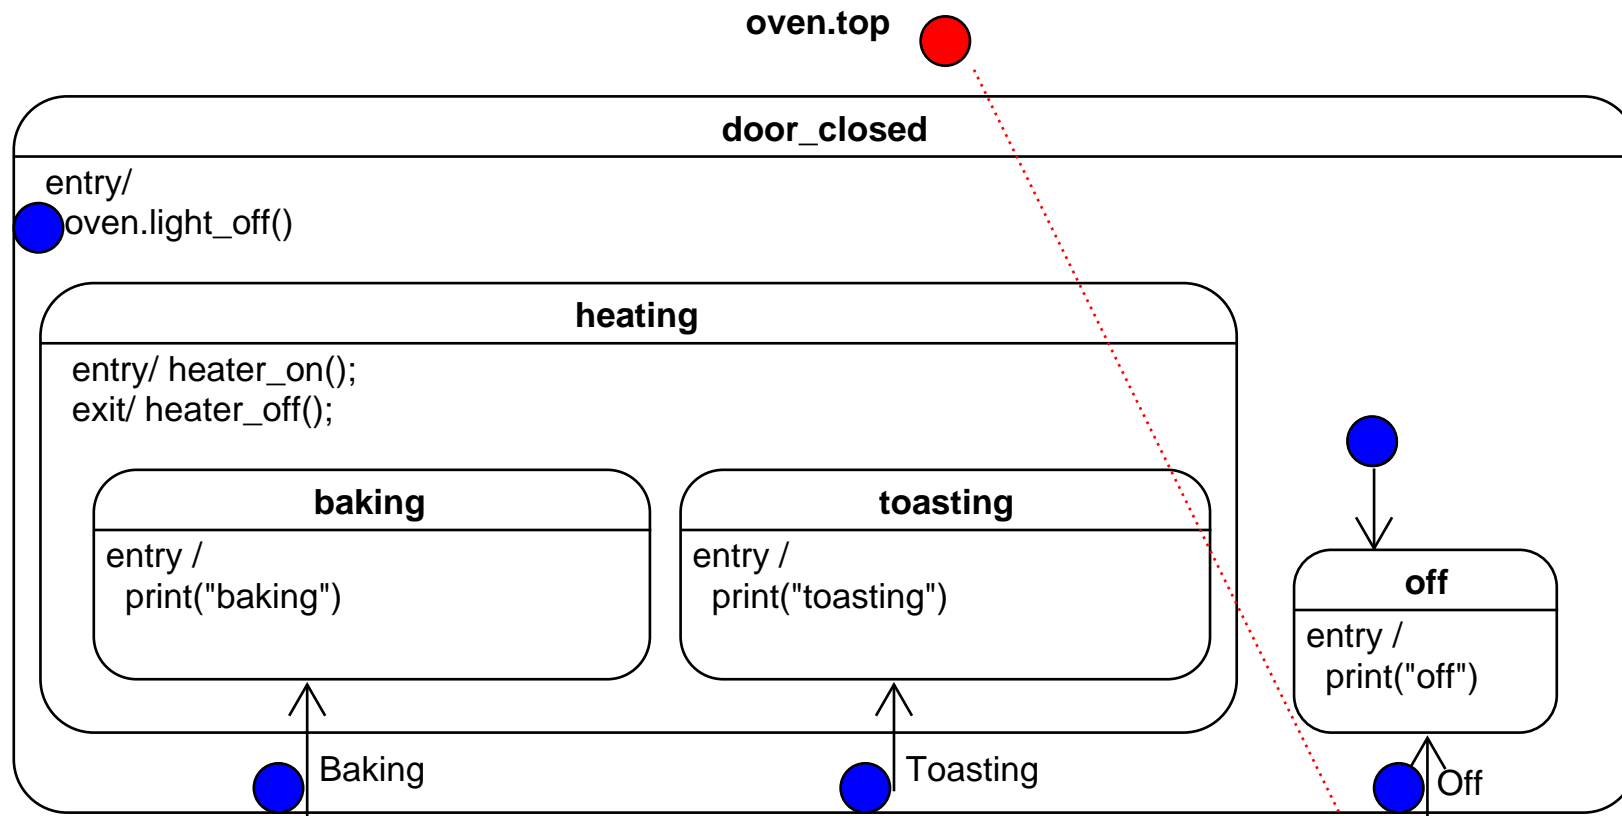 oven.top
door_closed
entry/
oven.light_off()
heating
entry/ heater_on();
exit/ heater_off();
baking
entry /
print("baking")
toasting
entry /
print("toasting")
off
entry /
print("off")
Baking
Toasting
Off